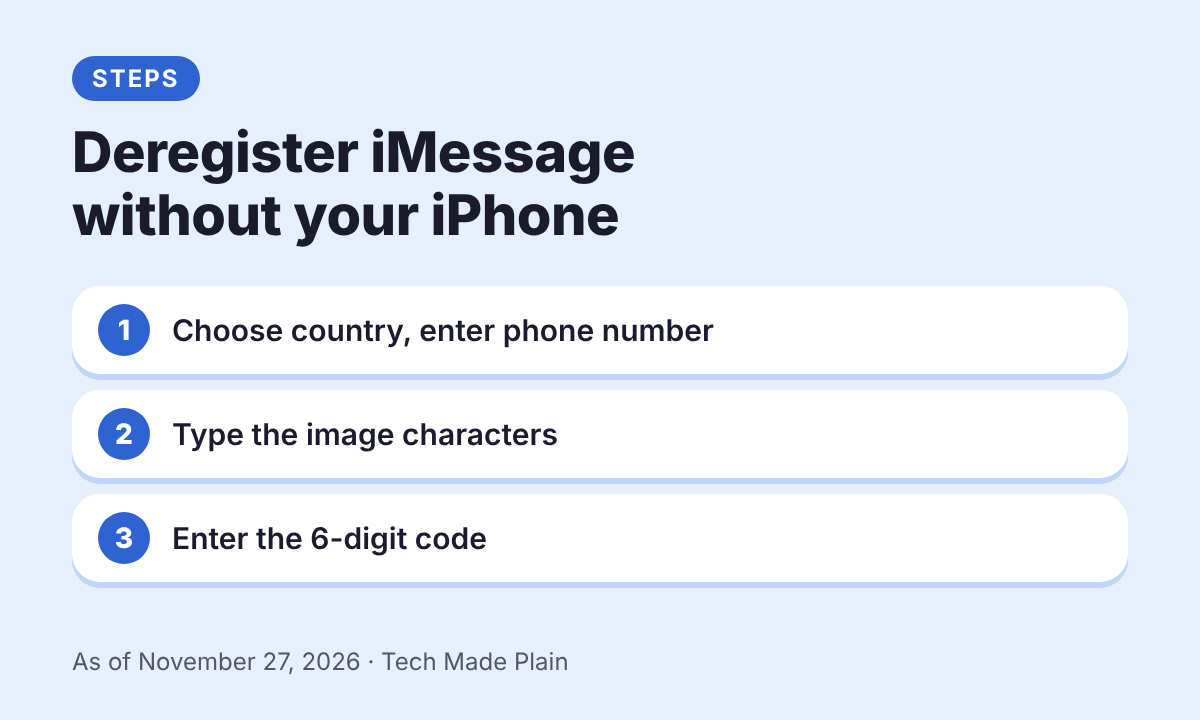 STEPS
Deregister iMessage
without your iPhone
1 Choose country, enter phone number
2 Type the image characters
3 Enter the 6-digit code
As of November 27, 2026 · Tech Made Plain